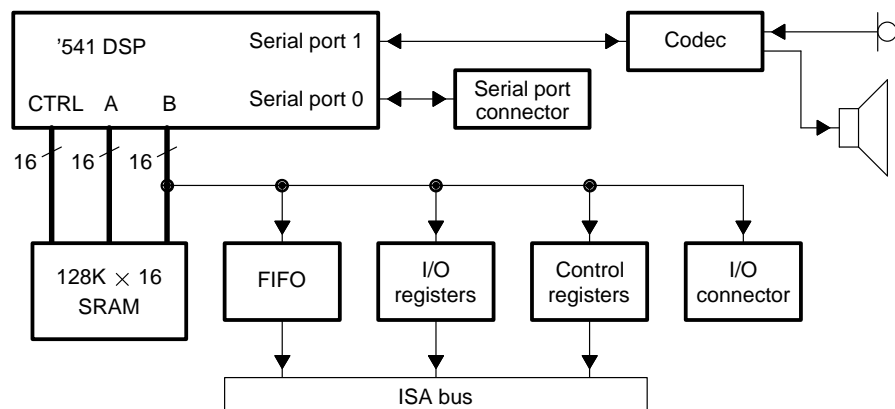 '541 DSP
Serial port 1
Codec
Serial port 0
Serial port
connector
CTRL A B
16 16 16
128K × 16
SRAM
FIFO
I/O
registers
Control
registers
I/O
connector
ISA bus